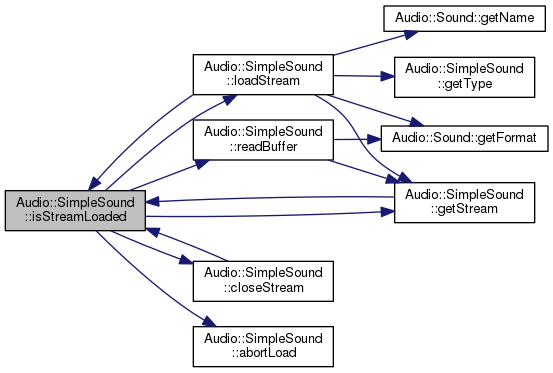 Audio::Sound::getName
Audio::SimpleSound
::loadStream
Audio::SimpleSound
::getType
Audio::SimpleSound
::readBuffer
Audio::Sound::getFormat
Audio::SimpleSound
::isStreamLoaded
Audio::SimpleSound
::getStream
Audio::SimpleSound
::closeStream
Audio::SimpleSound
::abortLoad